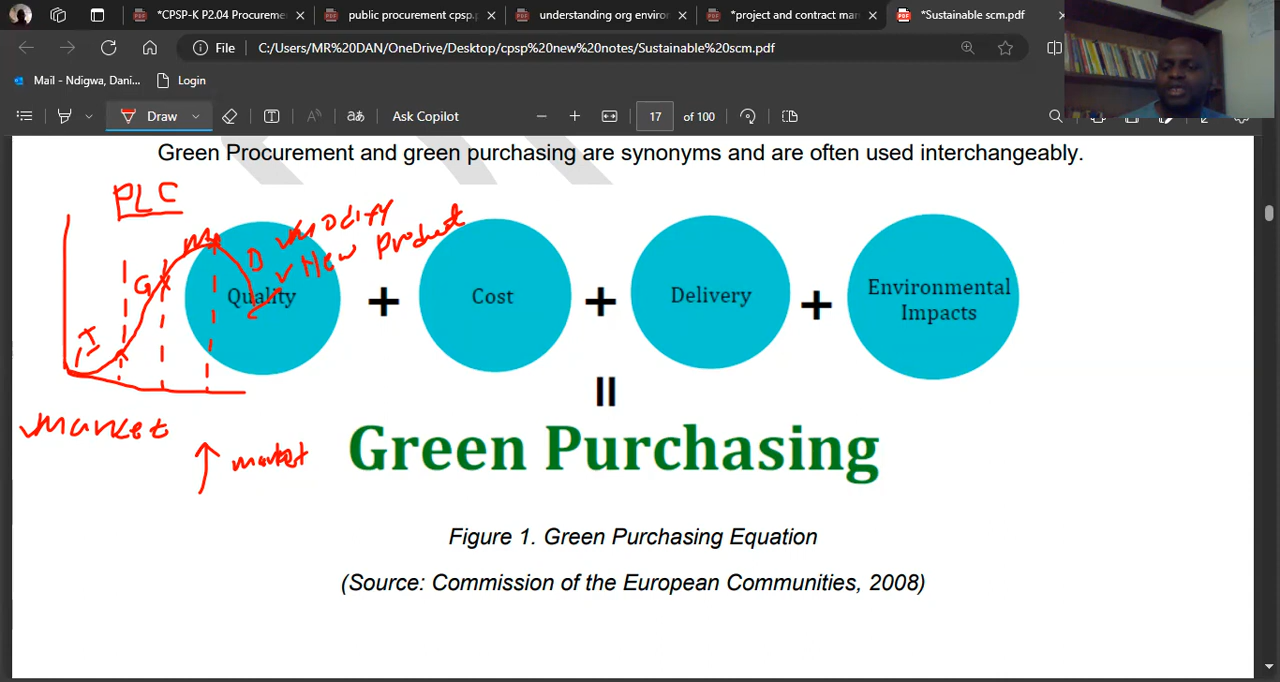 *CPSP-K P2.04 Procureme
public procurement cpsp.
understanding org enviro
*project and contract ma
*Sustainable scm.pdf
File
C:/Users/MR%20DAN/OneDrive/Desktop/cpsp%20new%20notes/Sustainable%20scm.pdf
Mail - Ndigwa, Dani...
Login
Draw
aあ
Ask Copilot
17
of 100
Green Procurement and green purchasing are synonyms and are often used interchangeably.
PLC
I
G
M
D
Modify
New Product
Quality
+
Cost
+
Delivery
+
Environmental
Impacts
=
Market
market
Green Purchasing
Figure 1. Green Purchasing Equation
(Source: Commission of the European Communities, 2008)